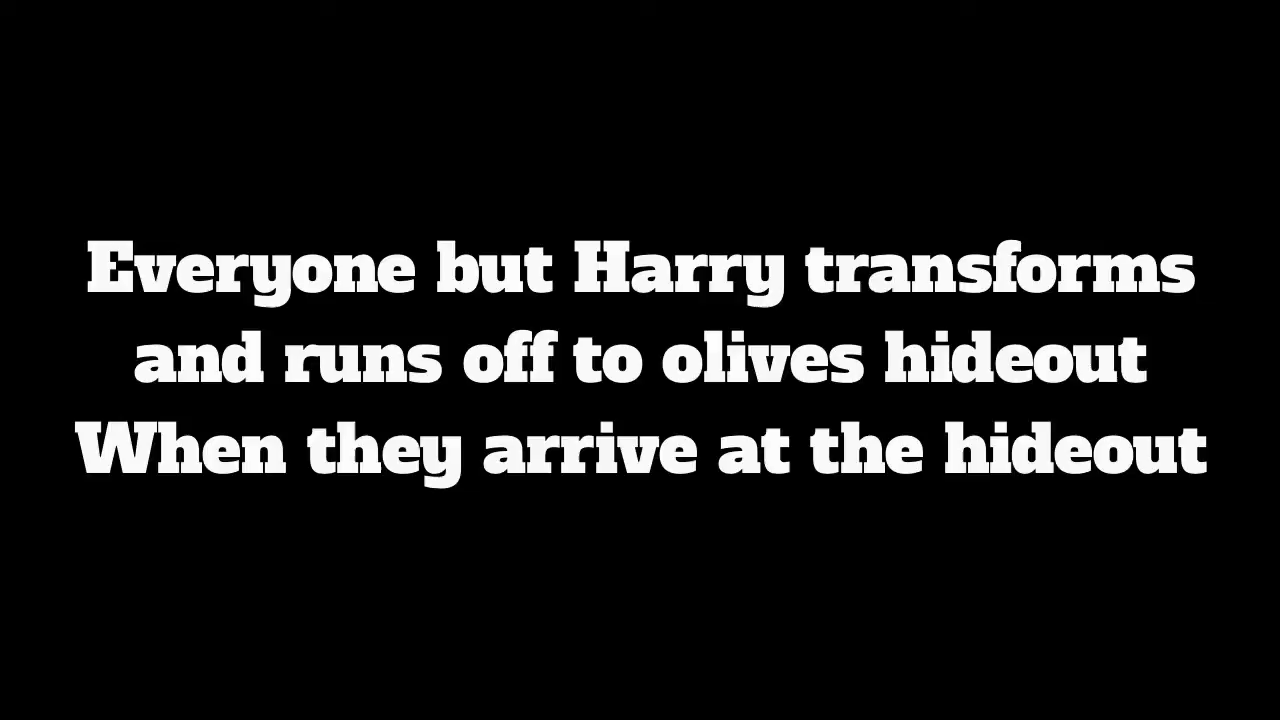 Everyone but Harry transforms
and runs off to olives hideout
When they arrive at the hideout